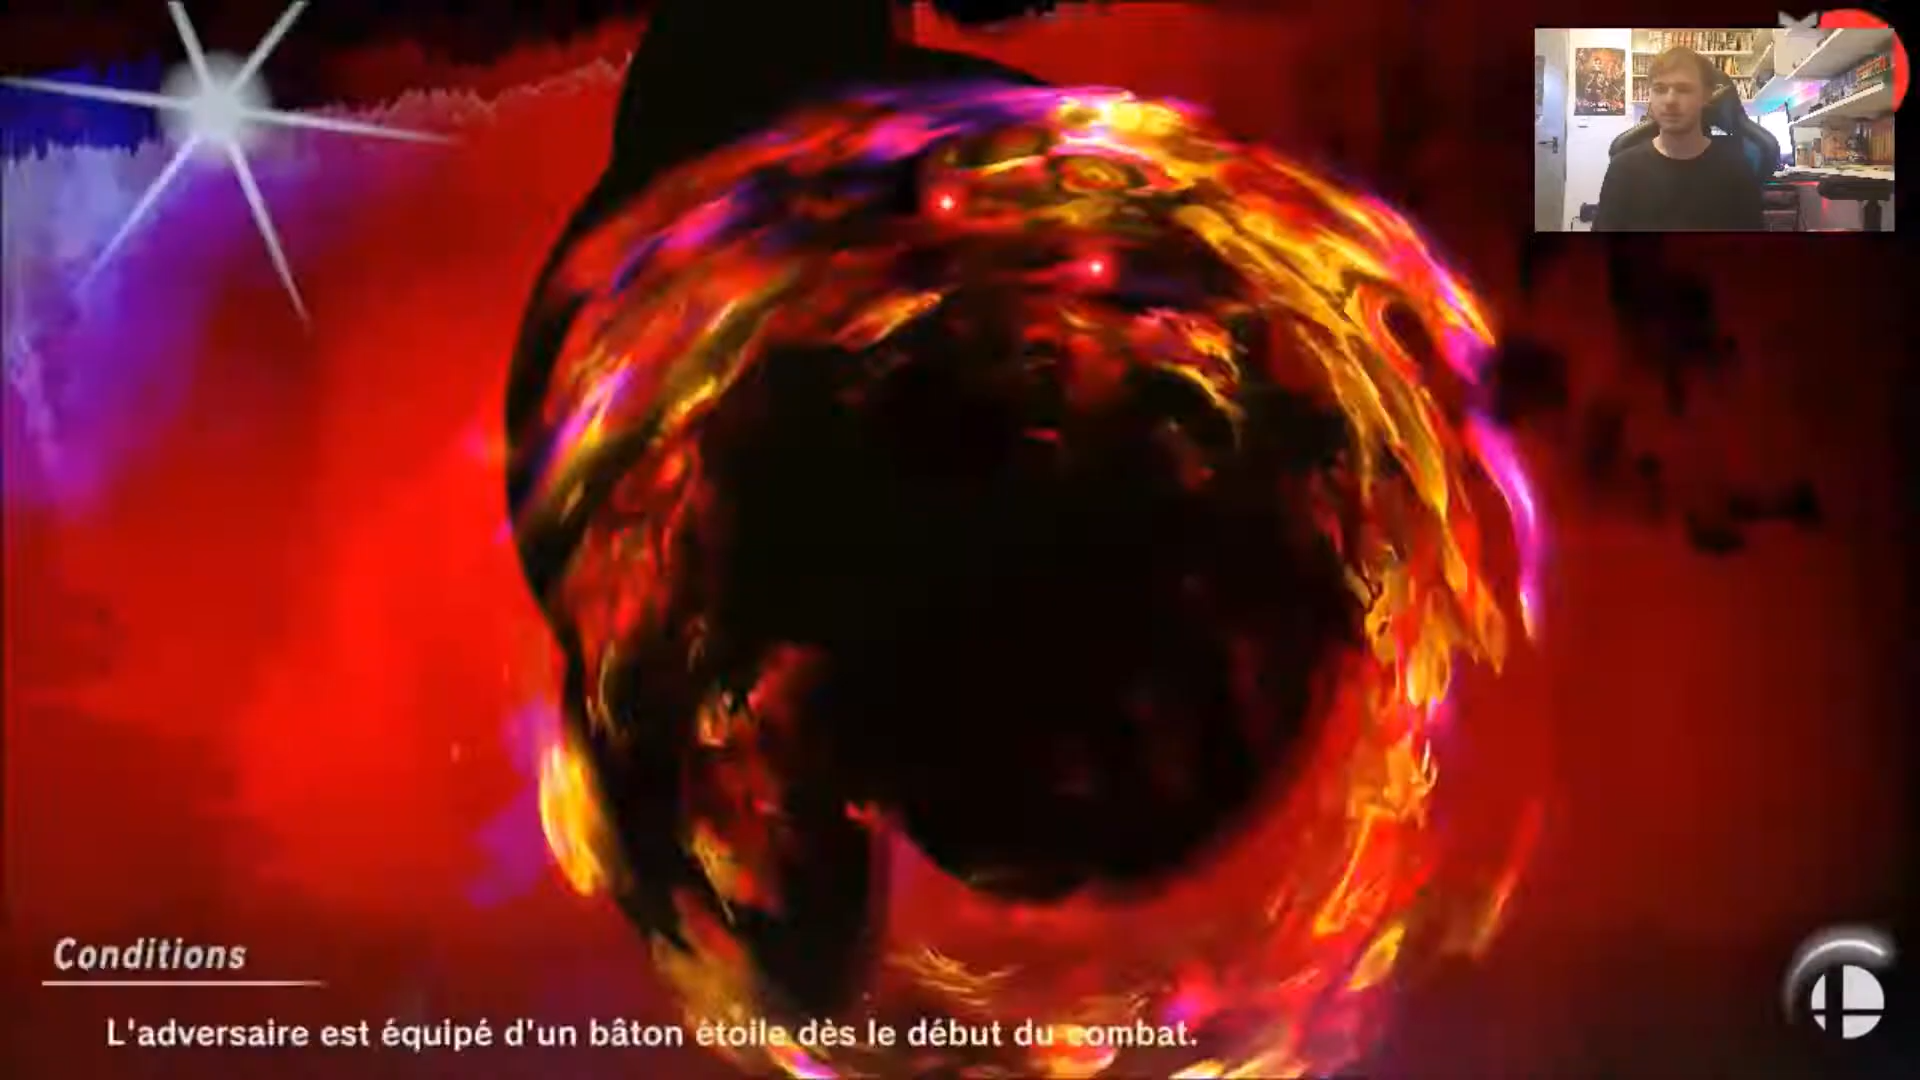 Conditions
L'adversaire est équipé d'un bâton étoile dès le début du combat.